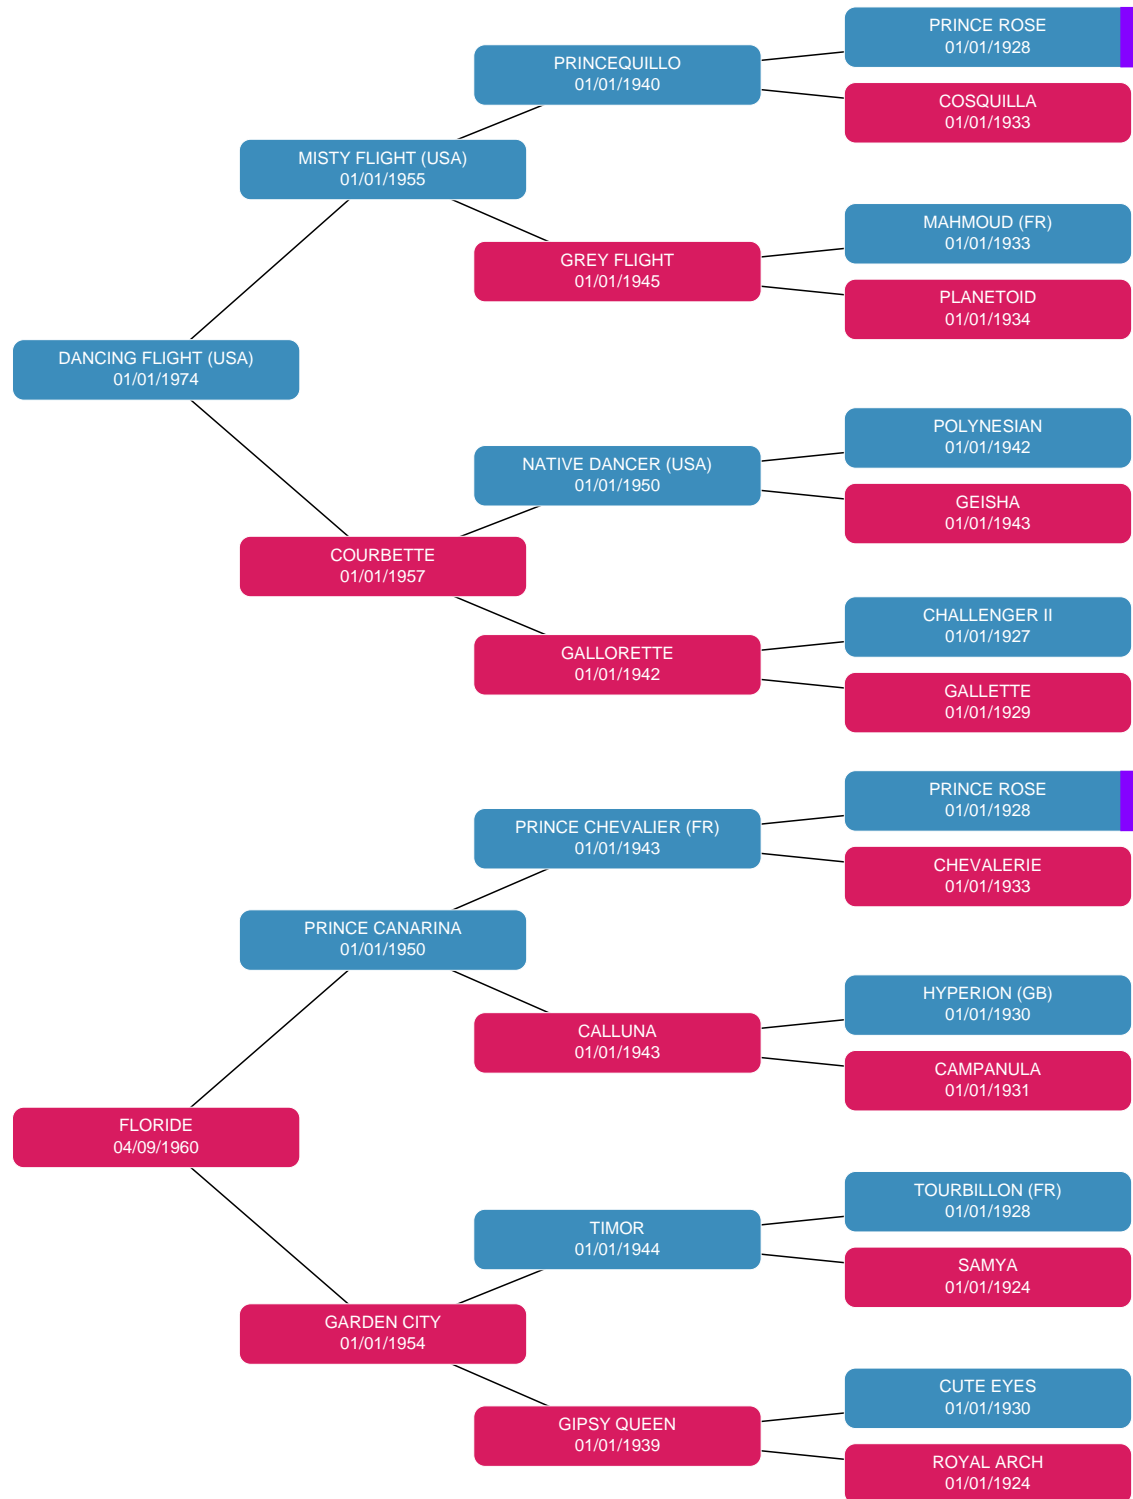 PRINCE ROSE
01/01/1928
PRINCEQUILLO
01/01/1940
COSQUILLA
01/01/1933
MISTY FLIGHT (USA)
01/01/1955
MAHMOUD (FR)
01/01/1933
GREY FLIGHT
01/01/1945
PLANETOID
01/01/1934
DANCING FLIGHT (USA)
01/01/1974
POLYNESIAN
01/01/1942
NATIVE DANCER (USA)
01/01/1950
GEISHA
01/01/1943
COURBETTE
01/01/1957
CHALLENGER II
01/01/1927
GALLORETTE
01/01/1942
GALLETTE
01/01/1929
PRINCE ROSE
01/01/1928
PRINCE CHEVALIER (FR)
01/01/1943
CHEVALERIE
01/01/1933
PRINCE CANARINA
01/01/1950
HYPERION (GB)
01/01/1930
CALLUNA
01/01/1943
CAMPANULA
01/01/1931
FLORIDE
04/09/1960
TOURBILLON (FR)
01/01/1928
TIMOR
01/01/1944
SAMYA
01/01/1924
GARDEN CITY
01/01/1954
CUTE EYES
01/01/1930
GIPSY QUEEN
01/01/1939
ROYAL ARCH
01/01/1924